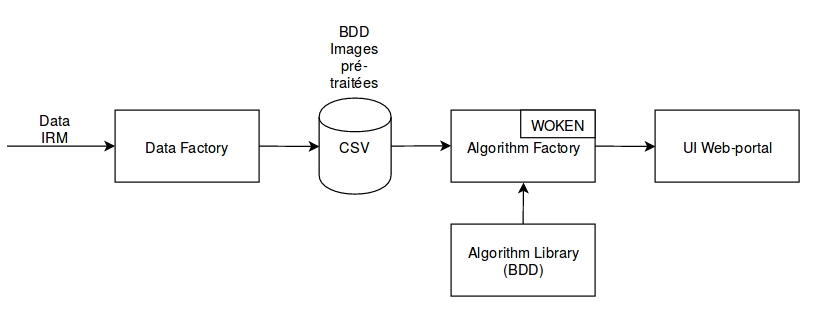 BDD
Images
pré-
traitées
Data
IRM
Data Factory
CSV
WOKEN
Algorithm Factory
UI Web-portal
Algorithm Library
(BDD)